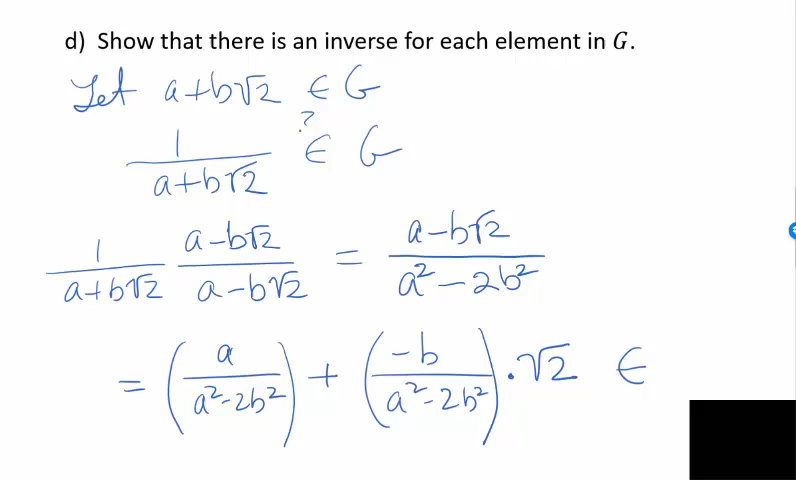 d) Show that there is an inverse for each element in G.
Let a+b√2 ∈ G
1/(a+b√2) ?∈ G
1/(a+b√2) (a-b√2)/(a-b√2) = (a-b√2)/(a²-2b²)
= (a/(a²-2b²)) + (-b/(a²-2b²)) · √2 ∈